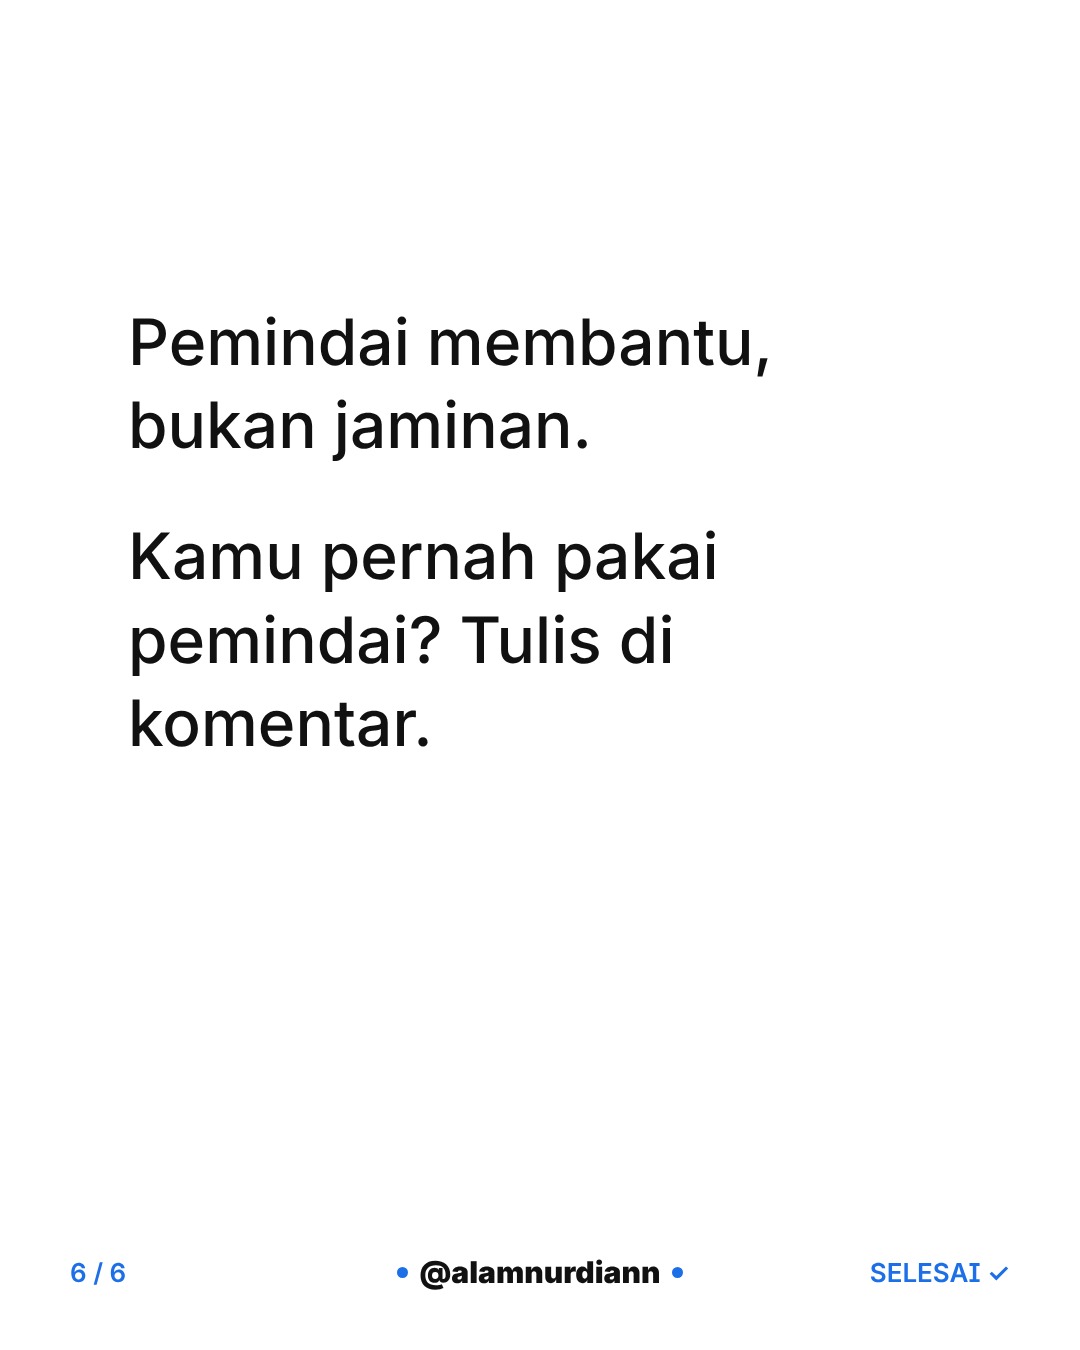 Pemindai membantu,
bukan jaminan.
Kamu pernah pakai
pemindai? Tulis di
komentar.
6 / 6
• @alamnurdiann •
SELESAI ✓